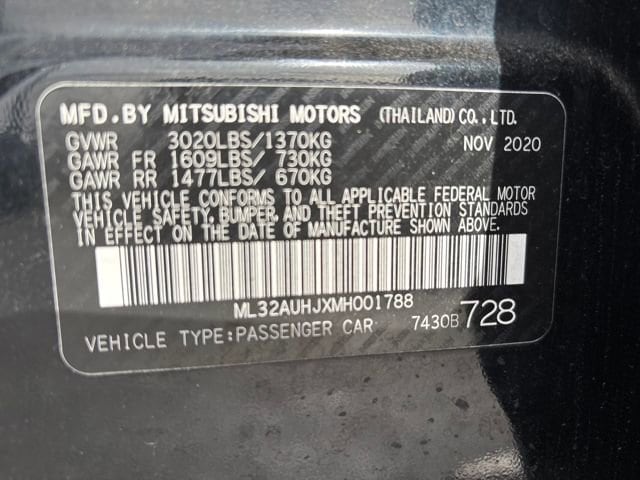 MFD.BY MITSUBISHI MOTORS (THAILAND) CO., LTD.
GVWR 3020LBS/1370KG NOV 2020
GAWR FR 1609LBS/ 730KG
GAWR RR 1477LBS/ 670KG
THIS VEHICLE CONFORMS TO ALL APPLICABLE FEDERAL MOTOR
VEHICLE SAFETY, BUMPER, AND THEFT PREVENTION STANDARDS
IN EFFECT ON THE DATE OF MANUFACTURE SHOWN ABOVE.
ML32AUHJXMH001788
VEHICLE TYPE:PASSENGER CAR 7430B 728